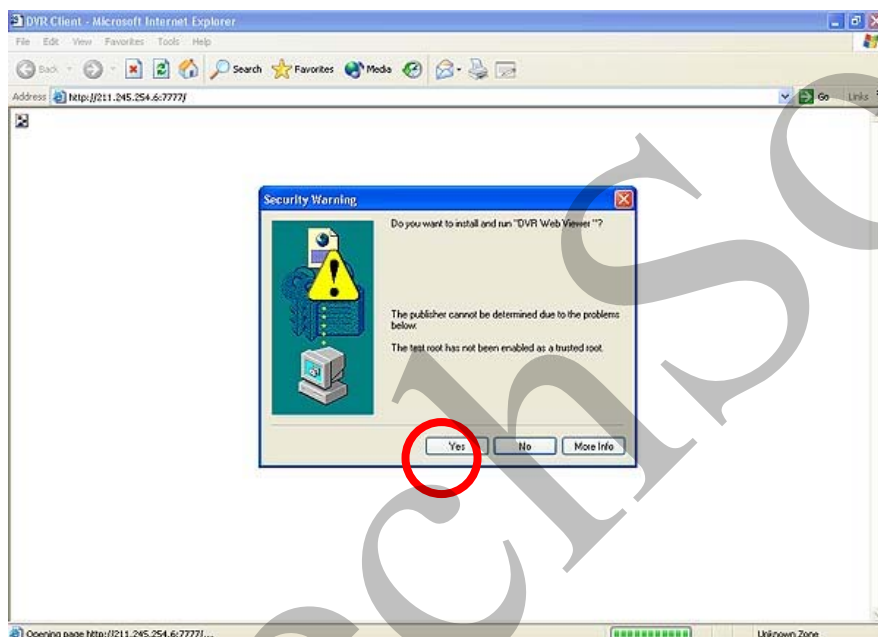 DVR Client - Microsoft Internet Explorer
File Edit View Favorites Tools Help
Back Search Favorites Media
Address http://211.245.254.6:7777/ Go Links
Security Warning
Do you want to install and run "DVR Web Viewer "?
The publisher cannot be determined due to the problems
below:
The test root has not been enabled as a trusted root.
Yes No More Info
Opening page http://211.245.254.6:7777/... Unknown Zone